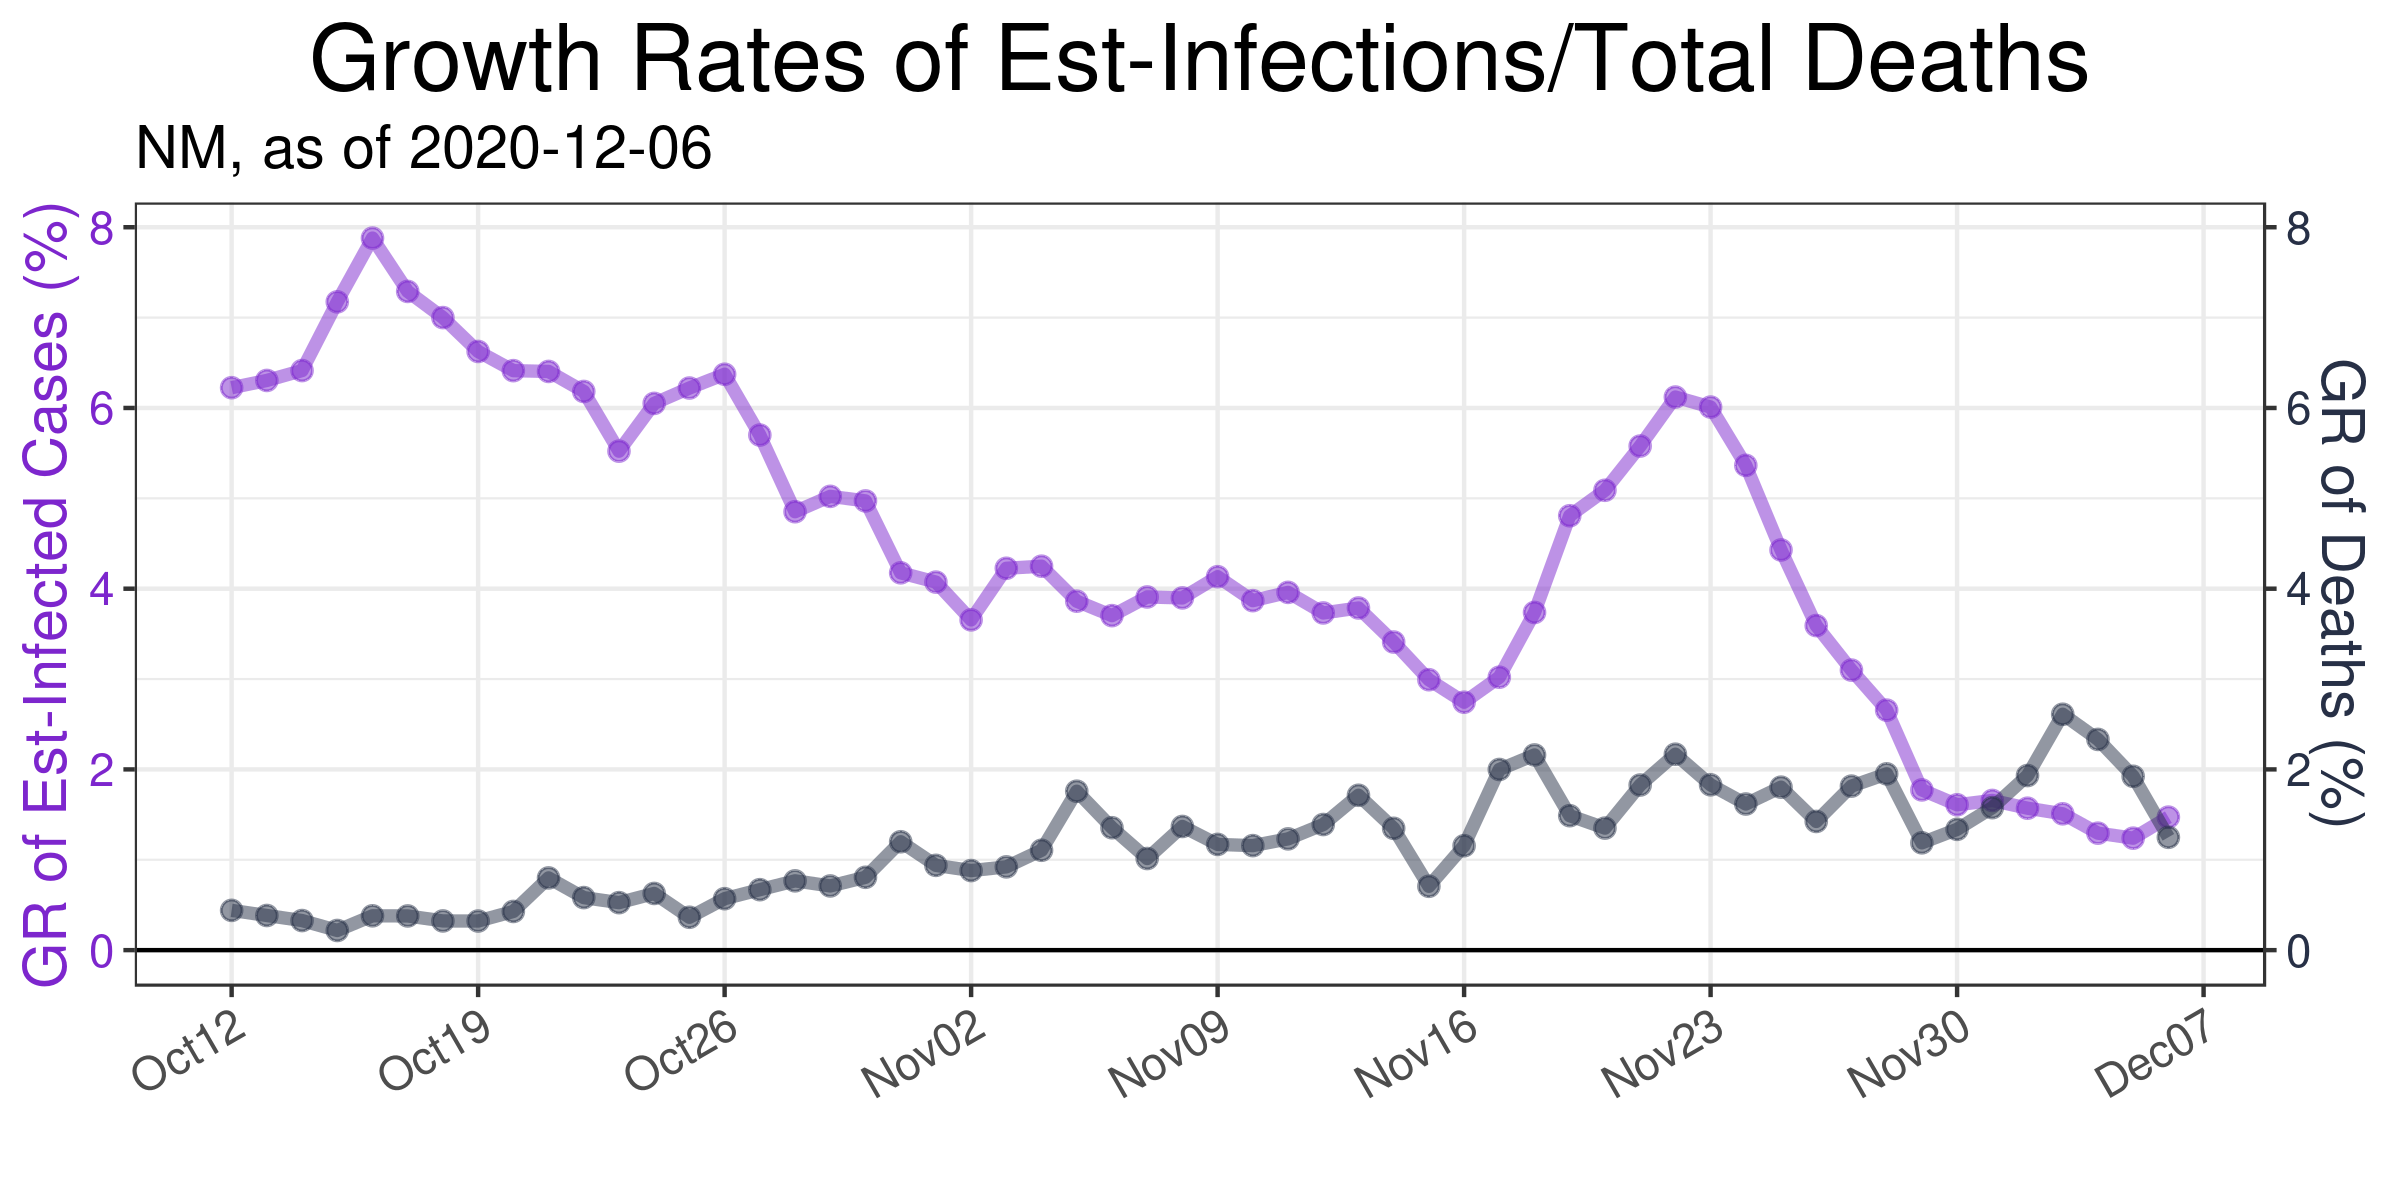 Growth Rates of Est-Infections/Total Deaths
NM, as of 2020-12-06
GR of Est-Infected Cases (%)
8
6
4
2
0
8
6
4
2
0
GR of Deaths (%)
Oct12
Oct19
Oct26
Nov02
Nov09
Nov16
Nov23
Nov30
Dec07